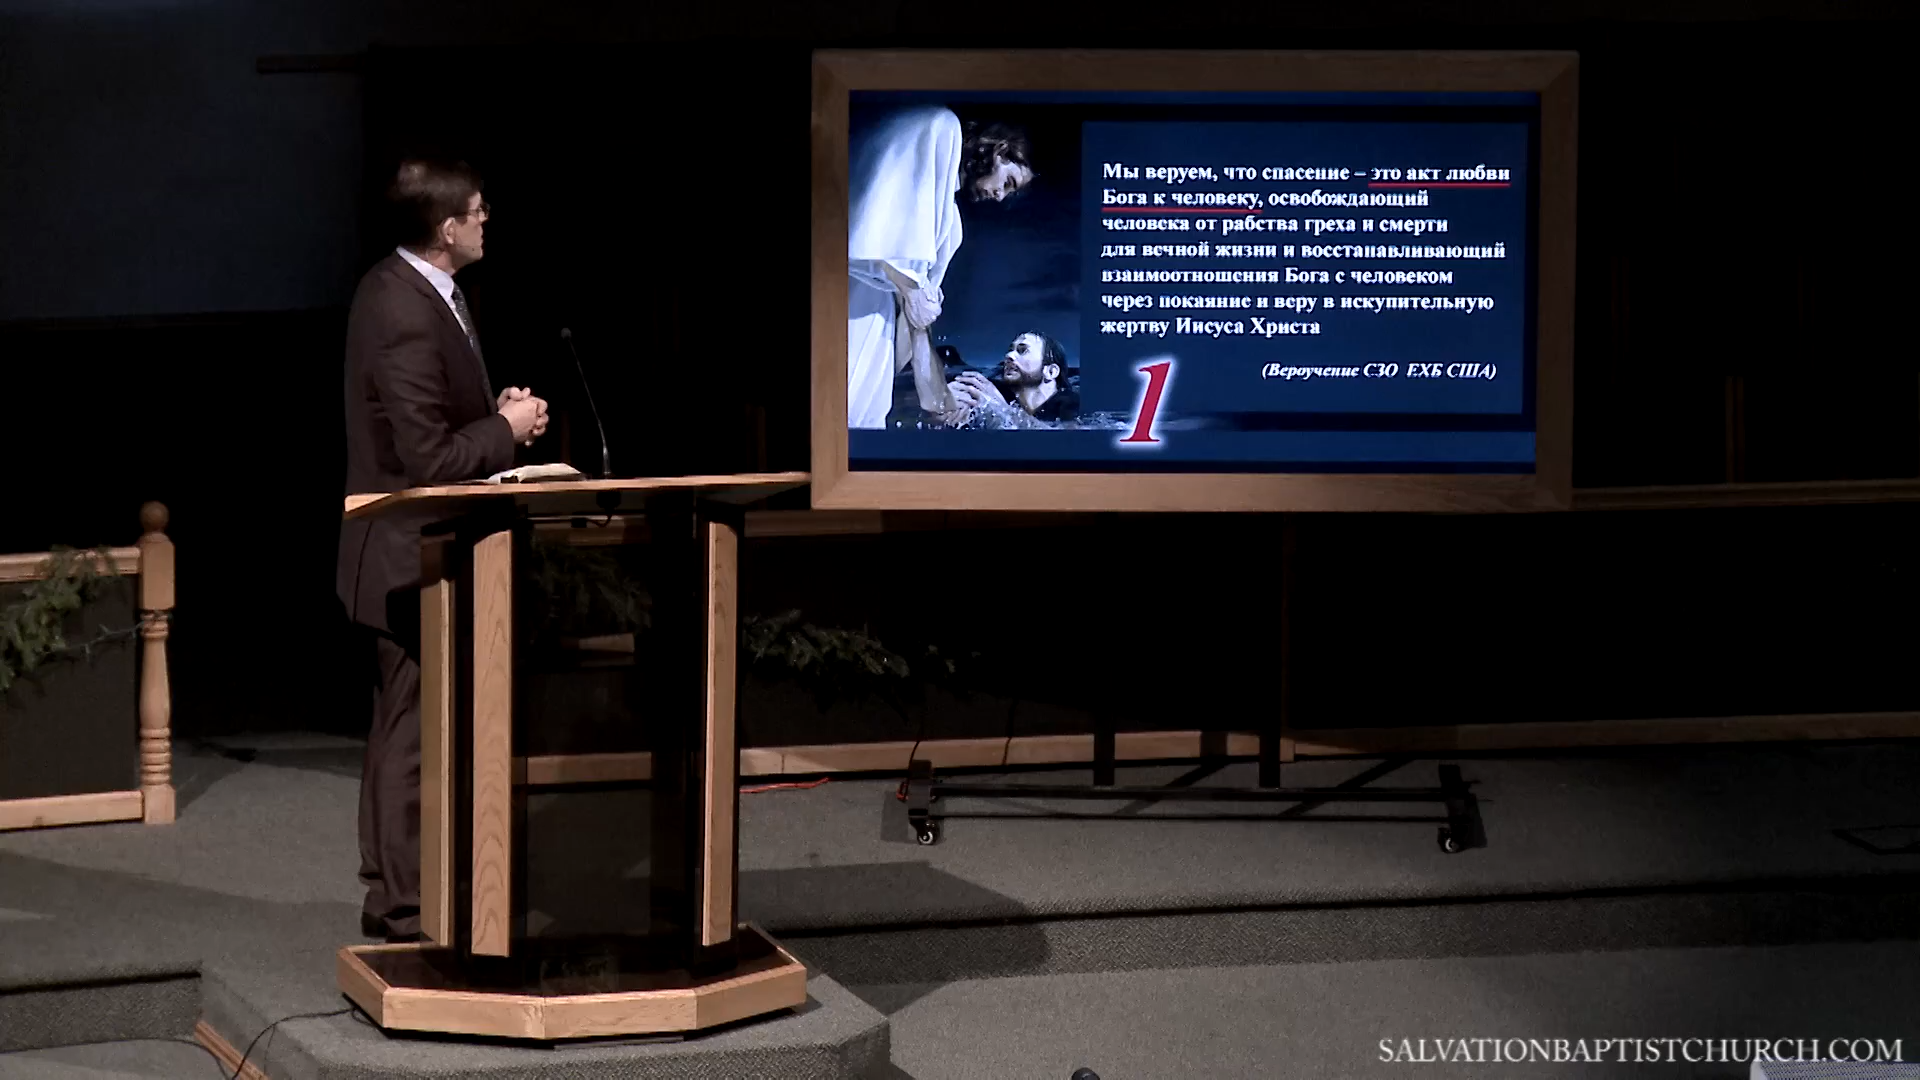 Мы веруем, что спасение – это акт любви
Бога к человеку, освобождающий
человека от рабства греха и смерти
для вечной жизни и восстанавливающий
взаимоотношения Бога с человеком
через покаяние и веру в искупительную
жертву Иисуса Христа
(Вероучение СЗО ЕХБ США)
1
SALVATIONBAPTISTCHURCH.COM